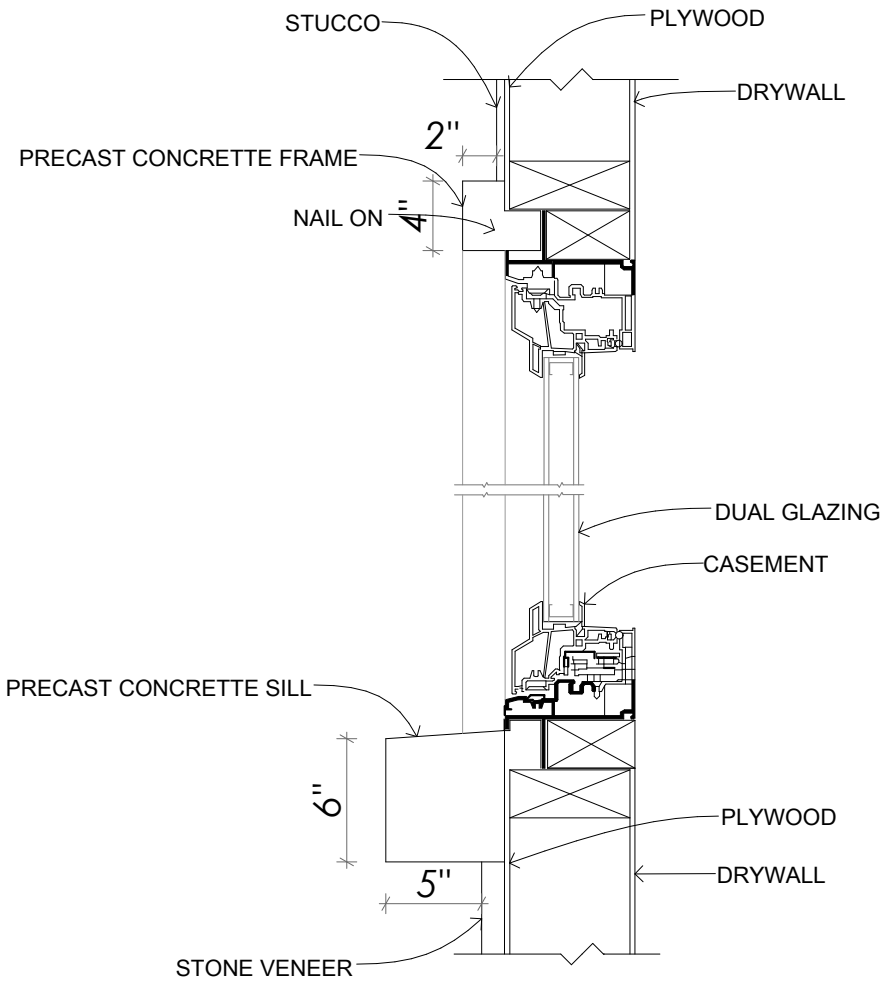 STUCCO
PLYWOOD
DRYWALL
2"
PRECAST CONCRETTE FRAME
4"
NAIL ON
DUAL GLAZING
CASEMENT
PRECAST CONCRETTE SILL
6"
PLYWOOD
5"
DRYWALL
STONE VENEER